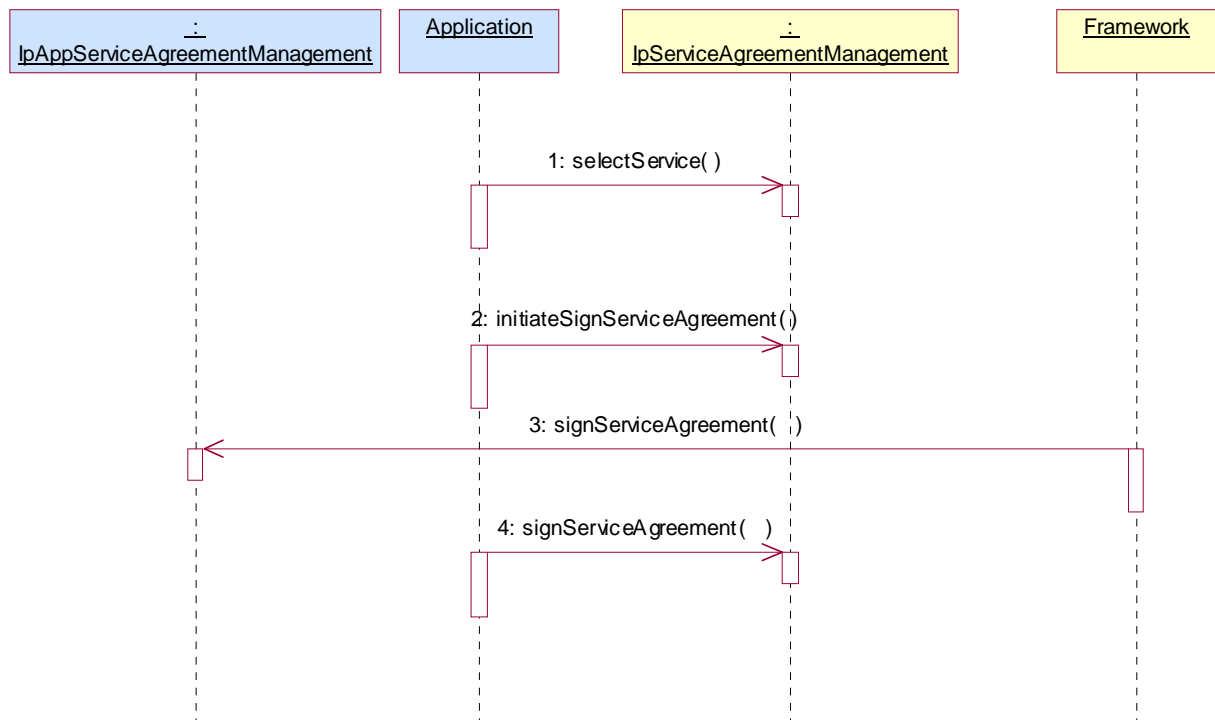 :
IpAppServiceAgreementManagement
Application
:
IpServiceAgreementManagement
Framework
1: selectService( )
2: initiateSignServiceAgreement( )
3: signServiceAgreement(  )
4: signServiceAgreement(  )